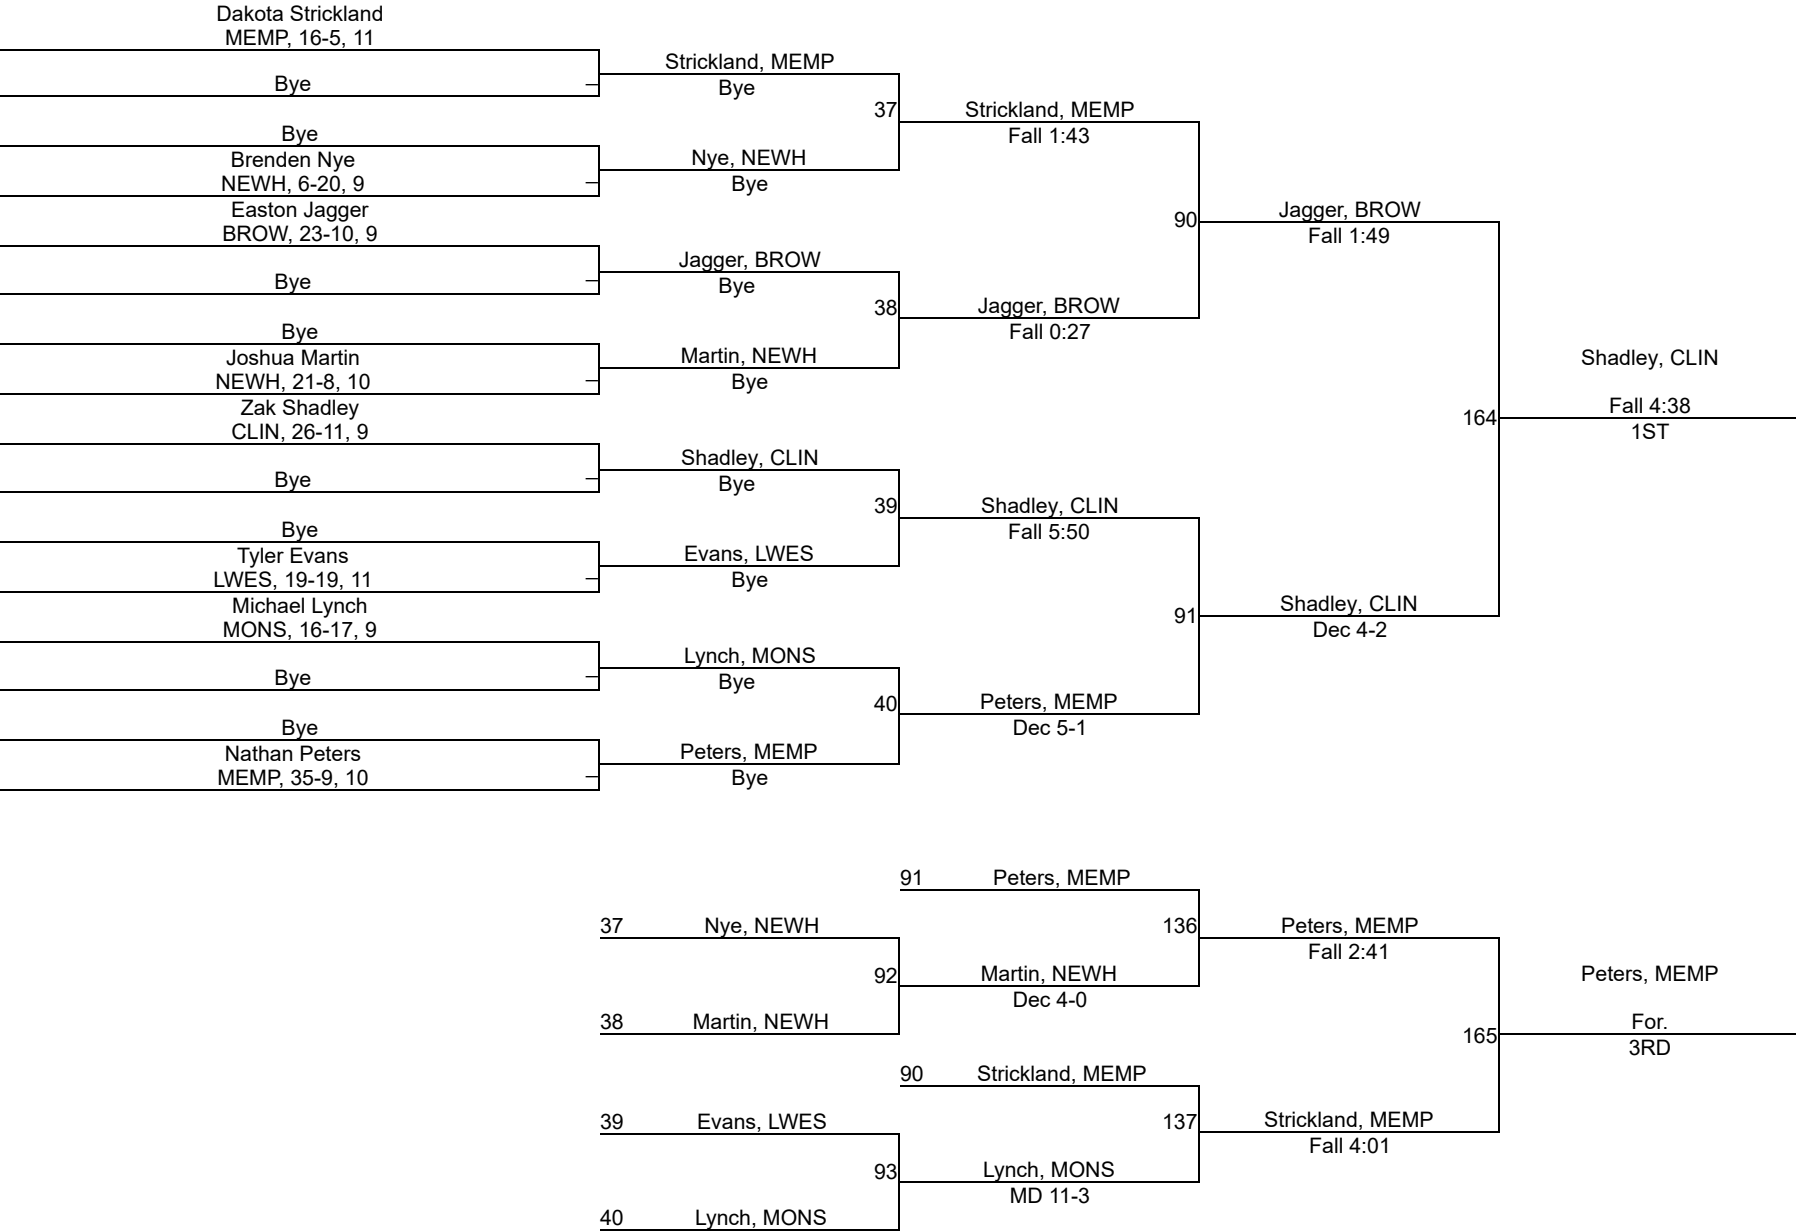 Dakota Strickland
MEMP, 16-5, 11
Bye
Bye
Brenden Nye
NEWH, 6-20, 9
Easton Jagger
BROW, 23-10, 9
Bye
Bye
Joshua Martin
NEWH, 21-8, 10
Zak Shadley
CLIN, 26-11, 9
Bye
Bye
Tyler Evans
LWES, 19-19, 11
Michael Lynch
MONS, 16-17, 9
Bye
Bye
Nathan Peters
MEMP, 35-9, 10
Strickland, MEMP
Bye
37
Nye, NEWH
Bye
Jagger, BROW
Bye
38
Martin, NEWH
Bye
Shadley, CLIN
Bye
39
Evans, LWES
Bye
Lynch, MONS
Bye
40
Peters, MEMP
Bye
Strickland, MEMP
Fall 1:43
90
Jagger, BROW
Fall 0:27
Shadley, CLIN
Fall 5:50
91
Peters, MEMP
Dec 5-1
Jagger, BROW
Fall 1:49
164
Shadley, CLIN
Dec 4-2
Shadley, CLIN
Fall 4:38
1ST
37 Nye, NEWH
92
38 Martin, NEWH
39 Evans, LWES
93
40 Lynch, MONS
91 Peters, MEMP
136
Martin, NEWH
Dec 4-0
90 Strickland, MEMP
137
Lynch, MONS
MD 11-3
Peters, MEMP
Fall 2:41
165
Strickland, MEMP
Fall 4:01
Peters, MEMP
For.
3RD